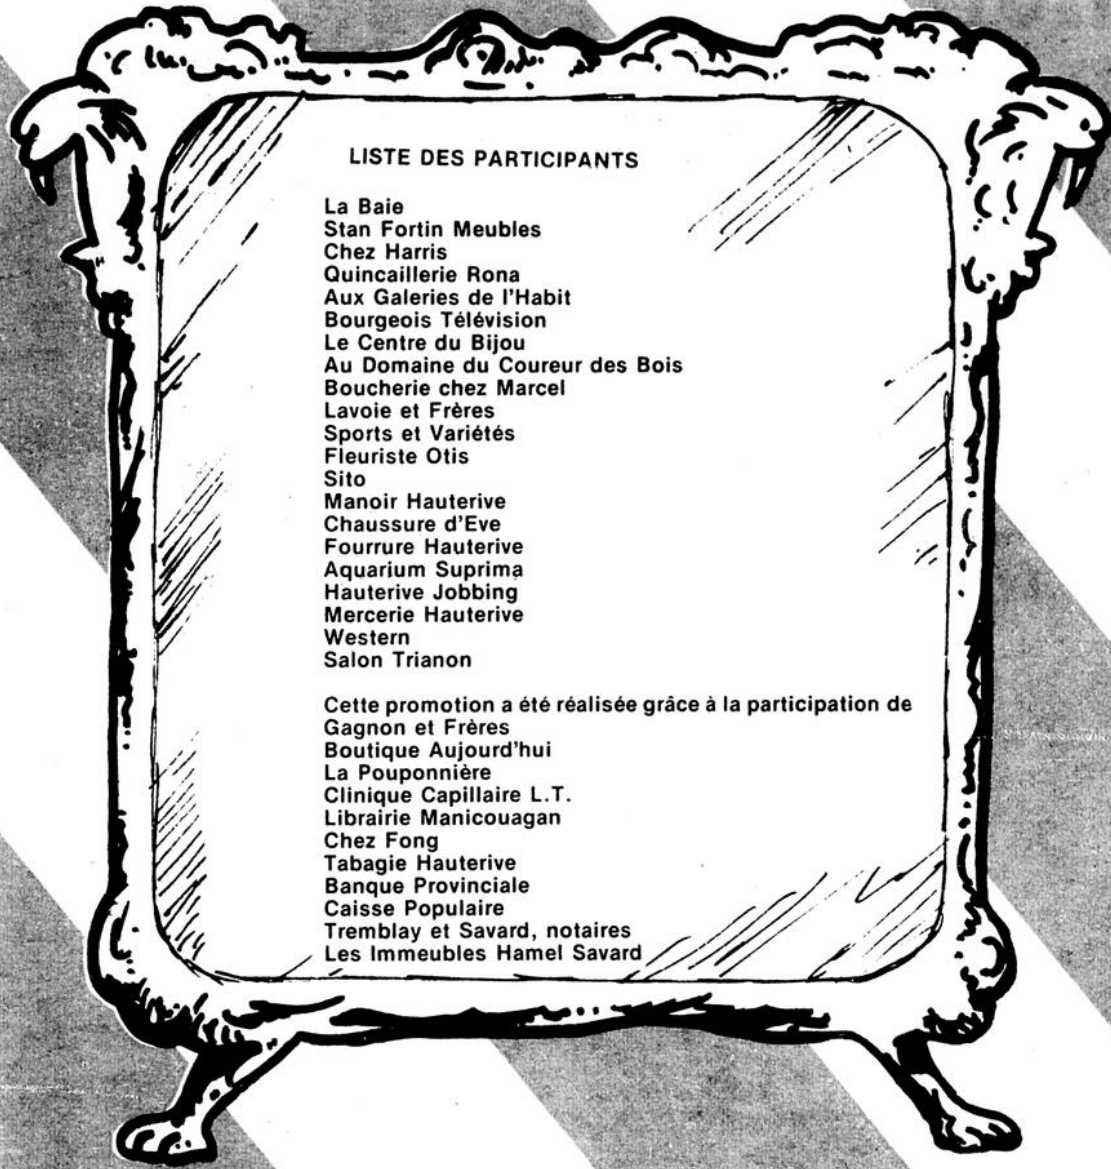 LISTE DES PARTICIPANTS
La Baie
Stan Fortin Meubles
Chez Harris
Quincaillerie Rona
Aux Galeries de l'Habit
Bourgeois Télévision
Le Centre du Bijou
Au Domaine du Coureur des Bois
Boucherie chez Marcel
Lavoie et Frères
Sports et Variétés
Fleuriste Otis
Sito
Manoir Hauterive
Chaussure d'Eve
Fourrure Hauterive
Aquarium Suprima
Hauterive Jobbing
Mercerie Hauterive
Western
Salon Trianon
Cette promotion a été réalisée grâce à la participation de
Gagnon et Frères
Boutique Aujourd'hui
La Pouponnière
Clinique Capillaire L.T.
Librairie Manicouagan
Chez Fong
Tabagie Hauterive
Banque Provinciale
Caisse Populaire
Tremblay et Savard, notaires
Les Immeubles Hamel Savard